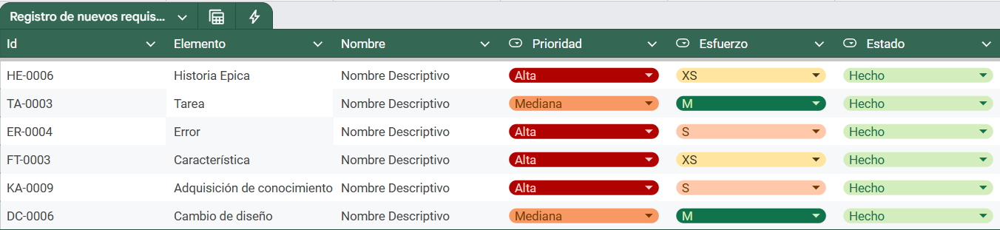 Registro de nuevos requis...
Id Elemento Nombre Prioridad Esfuerzo Estado
HE-0006 Historia Epica Nombre Descriptivo Alta XS Hecho
TA-0003 Tarea Nombre Descriptivo Mediana M Hecho
ER-0004 Error Nombre Descriptivo Alta S Hecho
FT-0003 Característica Nombre Descriptivo Alta XS Hecho
KA-0009 Adquisición de conocimiento Nombre Descriptivo Alta S Hecho
DC-0006 Cambio de diseño Nombre Descriptivo Mediana M Hecho